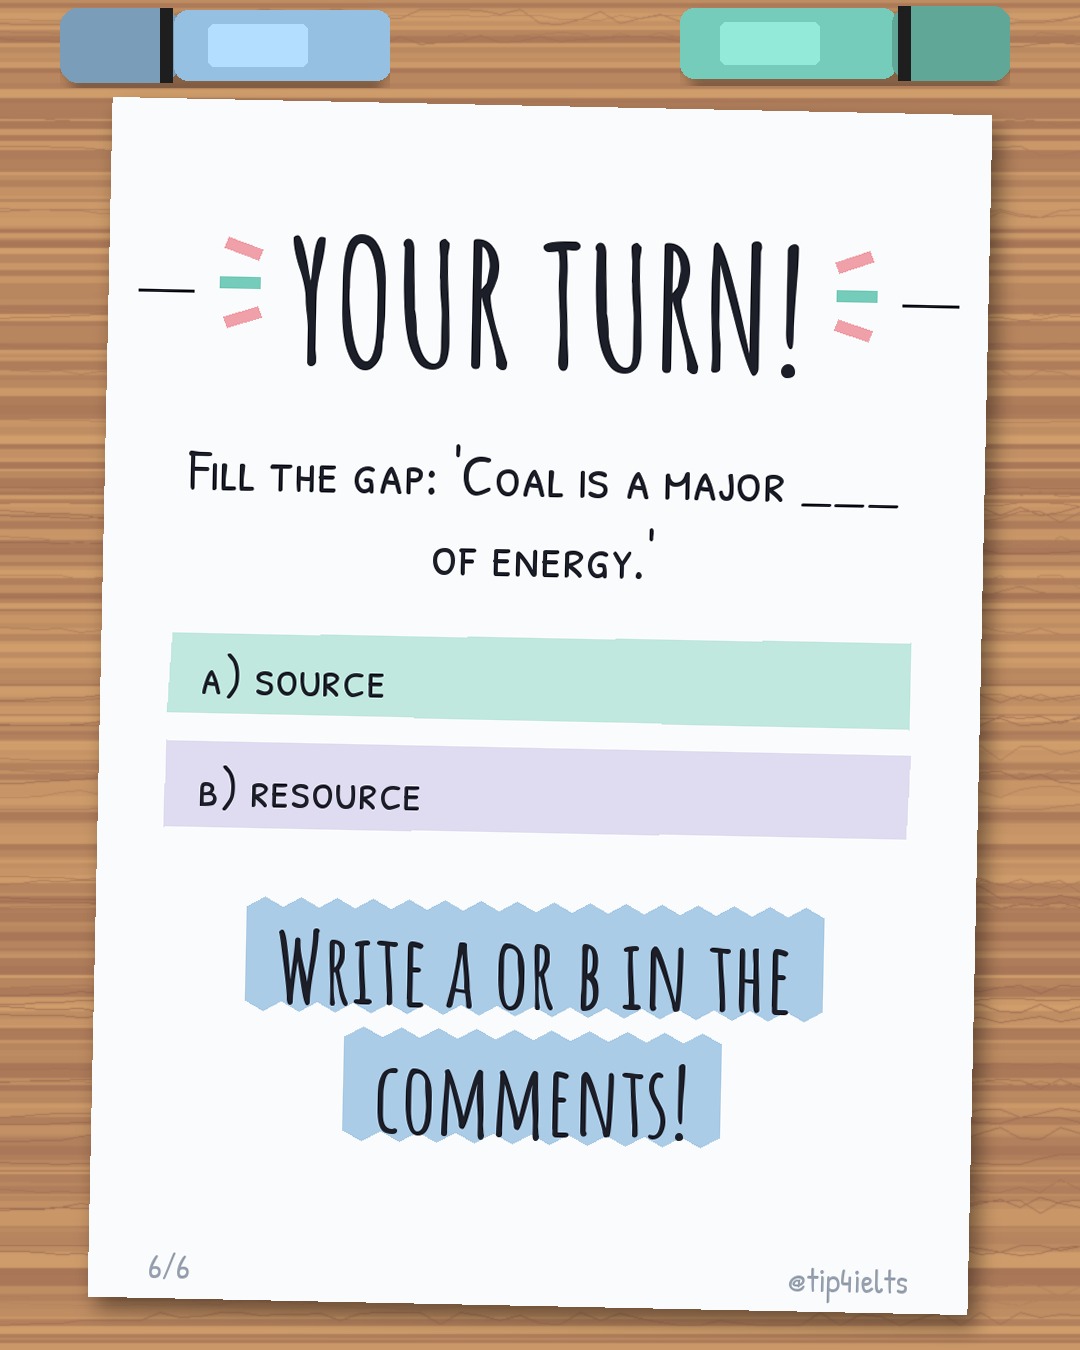 YOUR TURN!
Fill the gap: 'Coal is a major ___
of energy.'
A) source
B) resource
Write A or B in the
comments!
6/6
@tip4ielts